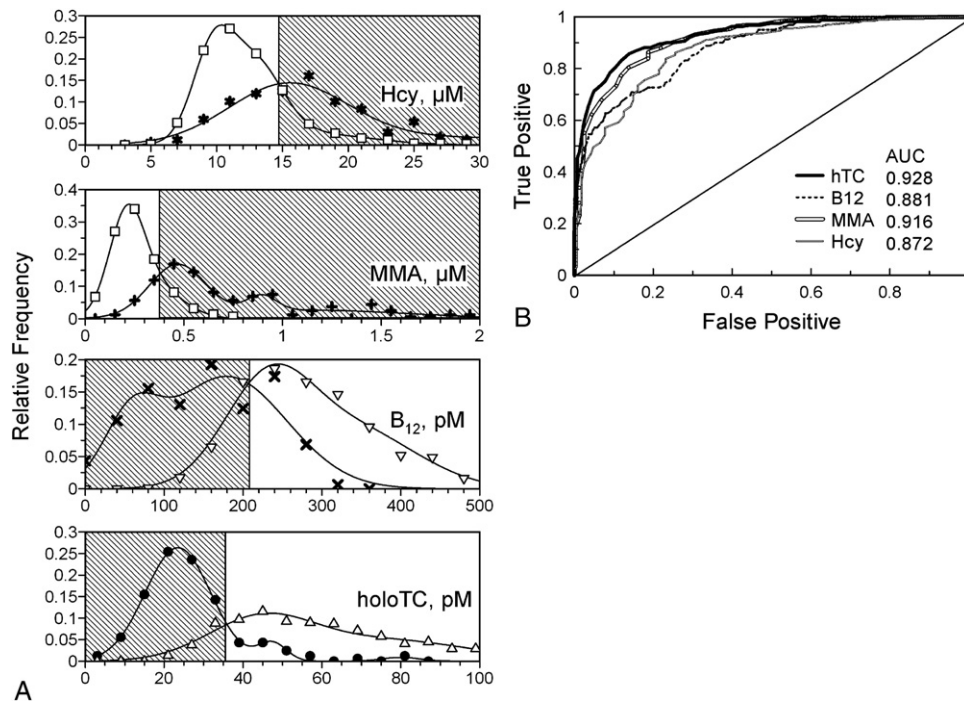 Relative Frequency
0.3
0.25
0.2
0.15
0.1
0.05
0
Hcy, µM
0 5 10 15 20 25 30
0.4
0.3
0.2
0.1
0
MMA, µM
0 0.5 1 1.5 2
0.2
0.15
0.1
0.05
0
B₁₂, pM
0 100 200 300 400 500
0.3
0.25
0.2
0.15
0.1
0.05
0
holoTC, pM
0 20 40 60 80 100
A
True Positive
1
0.8
0.6
0.4
0.2
0
AUC
hTC 0.928
B12 0.881
MMA 0.916
Hcy 0.872
0 0.2 0.4 0.6 0.8
False Positive
B